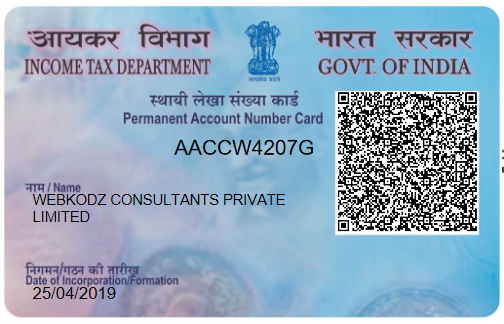 आयकर विभाग
INCOME TAX DEPARTMENT
सत्यमेव जयते
भारत सरकार
GOVT. OF INDIA
स्थायी लेखा संख्या कार्ड
Permanent Account Number Card
AACCW4207G
नाम / Name
WEBKODZ CONSULTANTS PRIVATE
LIMITED
निगमन/गठन की तारीख
Date of Incorporation/Formation
25/04/2019